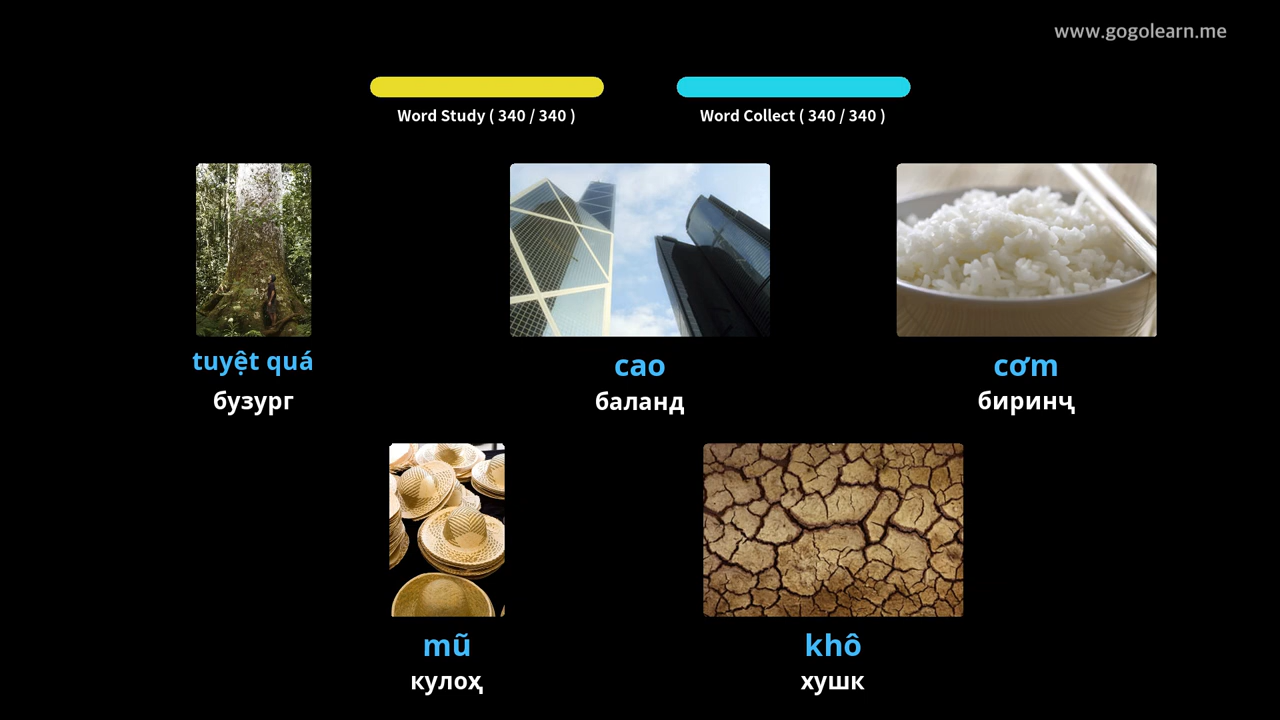 www.gogolearn.me
Word Study ( 340 / 340 )
Word Collect ( 340 / 340 )
tuyệt quá
бузург
cao
баланд
cơm
биринҷ
mũ
кулоҳ
khô
хушк